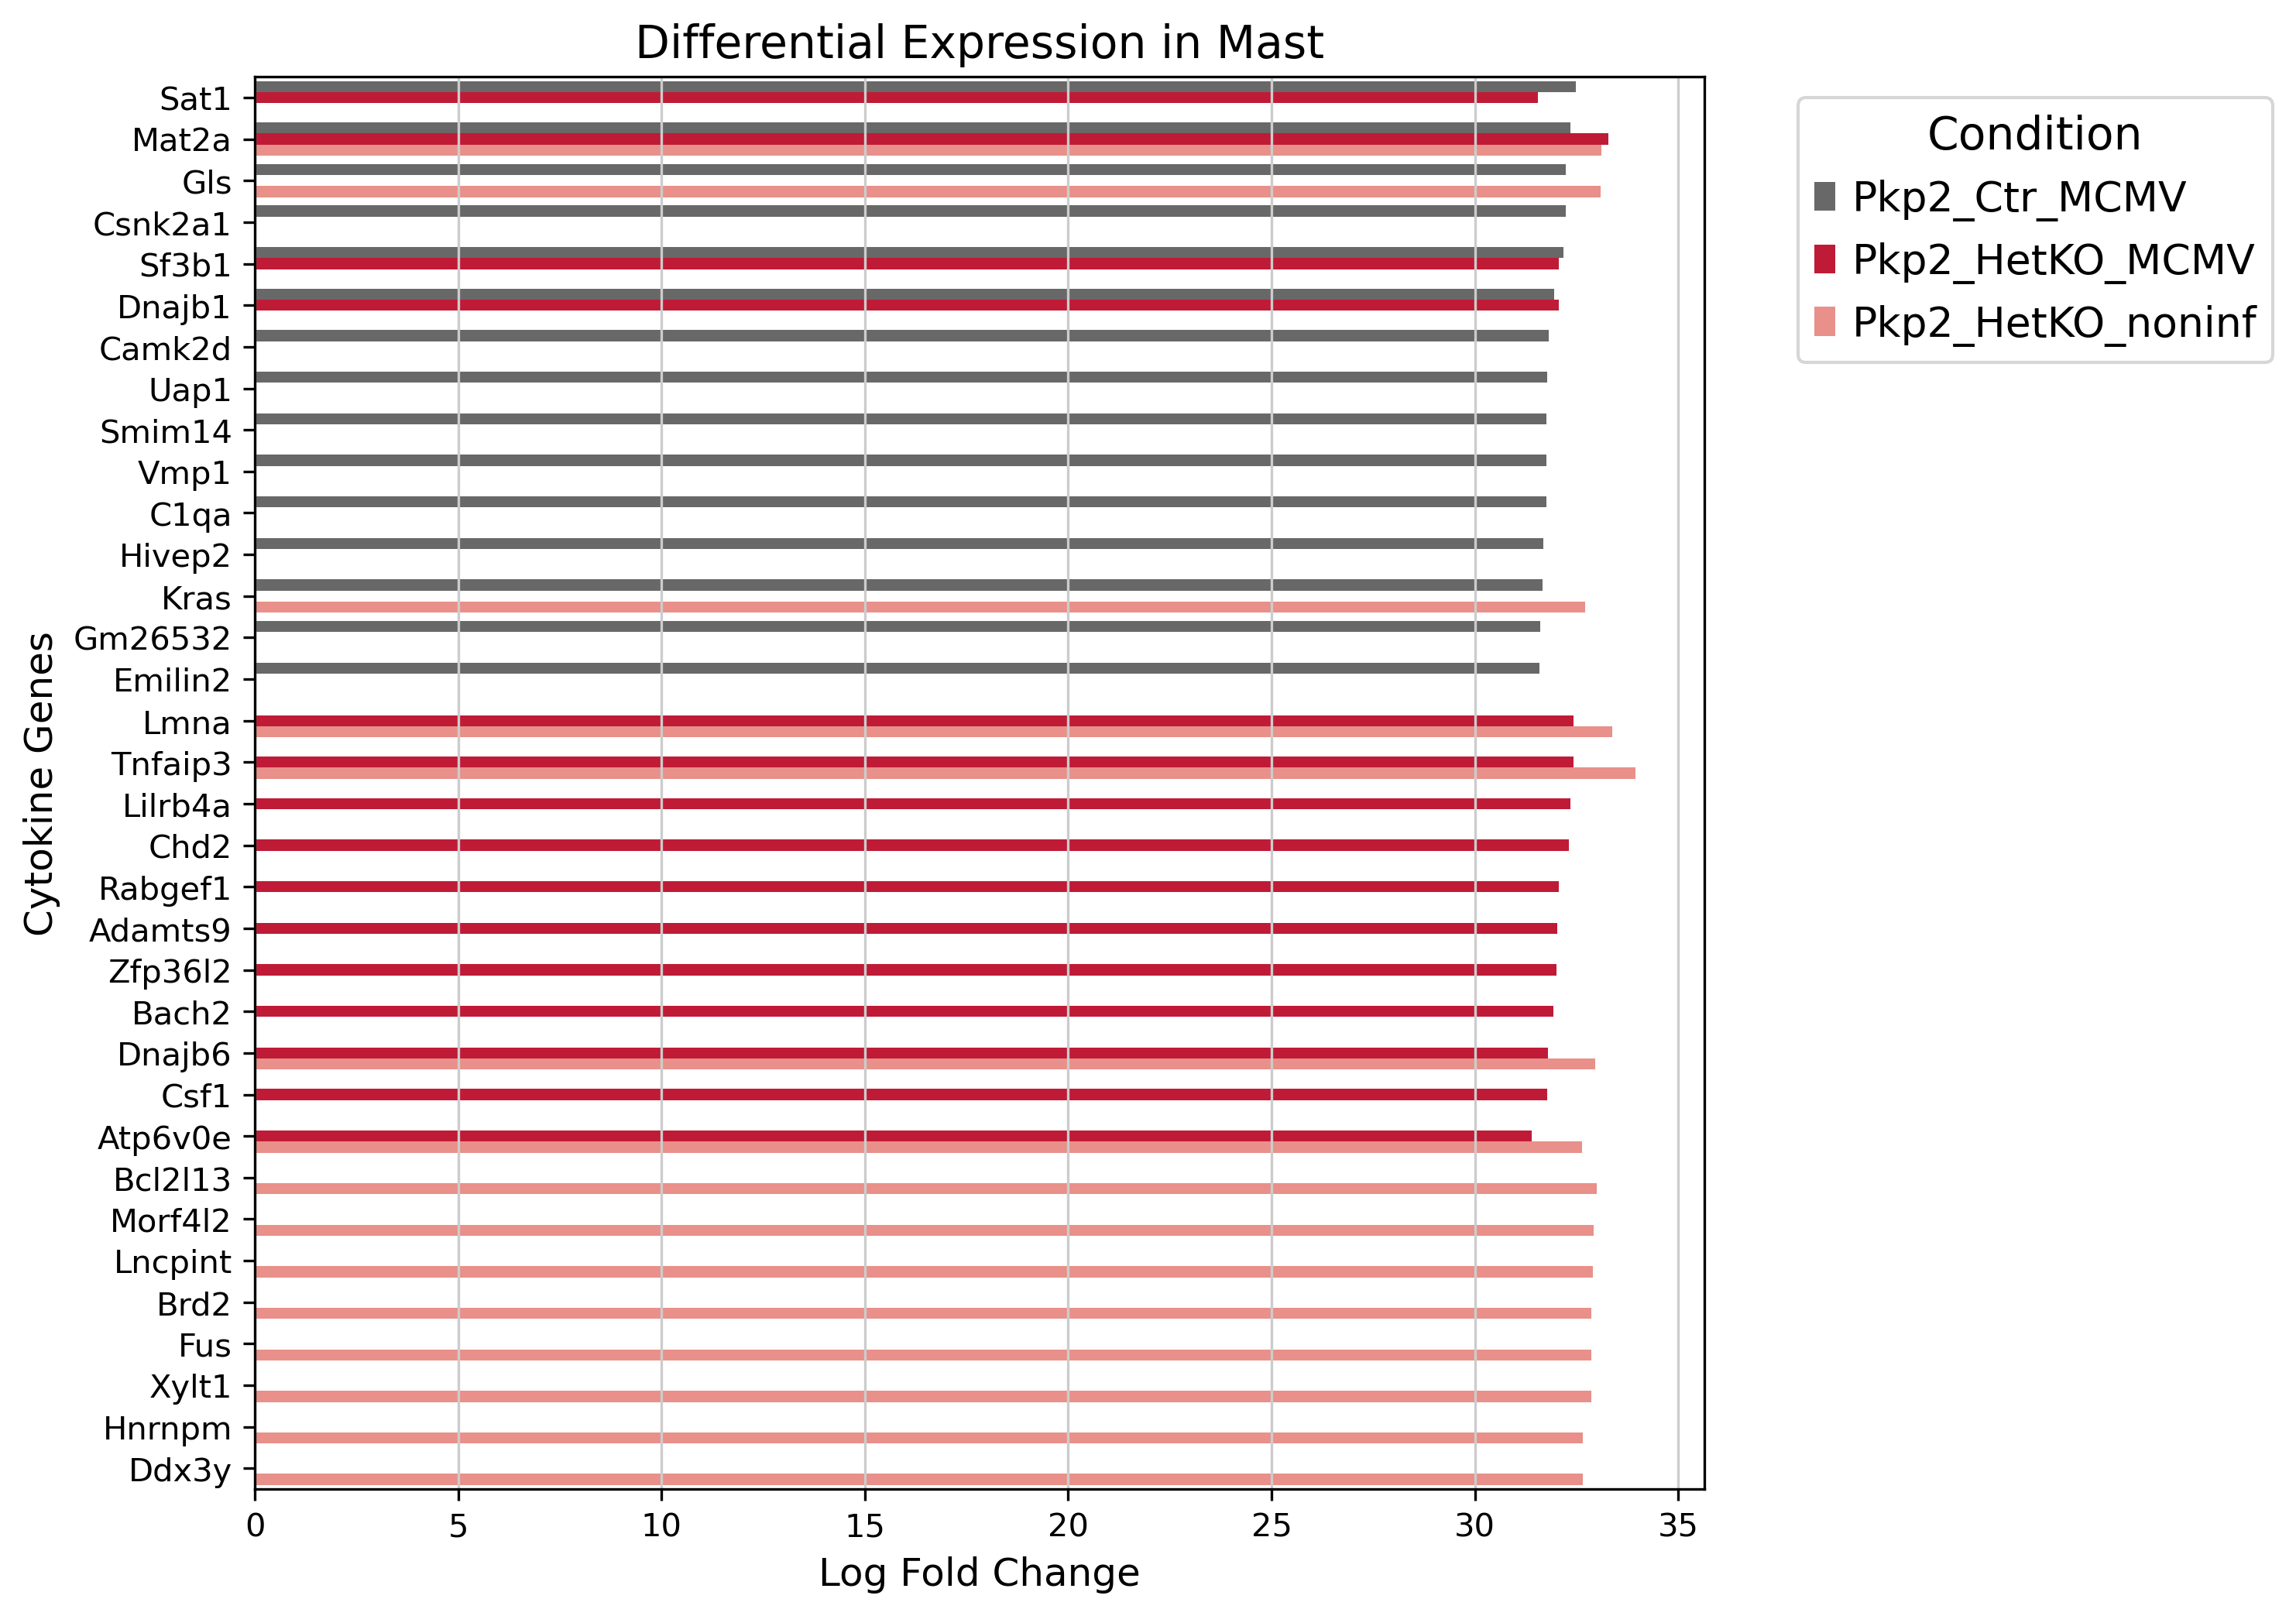 Differential Expression in Mast
Condition
Pkp2_Ctr_MCMV
Pkp2_HetKO_MCMV
Pkp2_HetKO_noninf
Cytokine Genes
Sat1
Mat2a
Gls
Csnk2a1
Sf3b1
Dnajb1
Camk2d
Uap1
Smim14
Vmp1
C1qa
Hivep2
Kras
Gm26532
Emilin2
Lmna
Tnfaip3
Lilrb4a
Chd2
Rabgef1
Adamts9
Zfp36l2
Bach2
Dnajb6
Csf1
Atp6v0e
Bcl2l13
Morf4l2
Lncpint
Brd2
Fus
Xylt1
Hnrnpm
Ddx3y
0 5 10 15 20 25 30 35
Log Fold Change